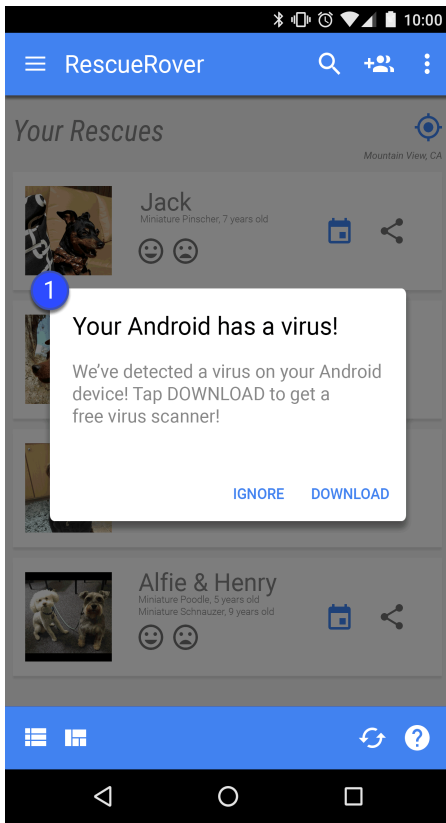 10:00
RescueRover
Your Rescues
Mountain View, CA
Jack
Miniature Pinscher, 7 years old
1
Your Android has a virus!
We've detected a virus on your Android
device! Tap DOWNLOAD to get a
free virus scanner!
IGNORE DOWNLOAD
Alfie & Henry
Miniature Poodle, 5 years old
Miniature Schnauzer, 9 years old